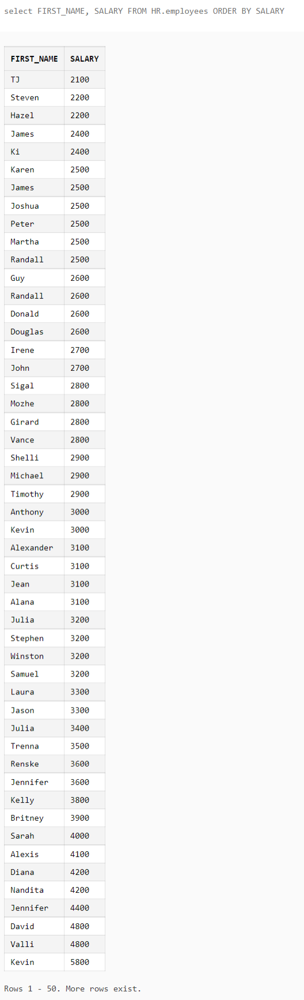 select FIRST_NAME, SALARY FROM HR.employees ORDER BY SALARY
FIRST_NAME SALARY
TJ 2100
Steven 2200
Hazel 2200
James 2400
Ki 2400
Karen 2500
James 2500
Joshua 2500
Peter 2500
Martha 2500
Randall 2500
Guy 2600
Randall 2600
Donald 2600
Douglas 2600
Irene 2700
John 2700
Sigal 2800
Mozhe 2800
Girard 2800
Vance 2800
Shelli 2900
Michael 2900
Timothy 2900
Anthony 3000
Kevin 3000
Alexander 3100
Curtis 3100
Jean 3100
Alana 3100
Julia 3200
Stephen 3200
Winston 3200
Samuel 3200
Laura 3300
Jason 3300
Julia 3400
Trenna 3500
Renske 3600
Jennifer 3600
Kelly 3800
Britney 3900
Sarah 4000
Alexis 4100
Diana 4200
Nandita 4200
Jennifer 4400
David 4800
Valli 4800
Kevin 5800
Rows 1 - 50. More rows exist.